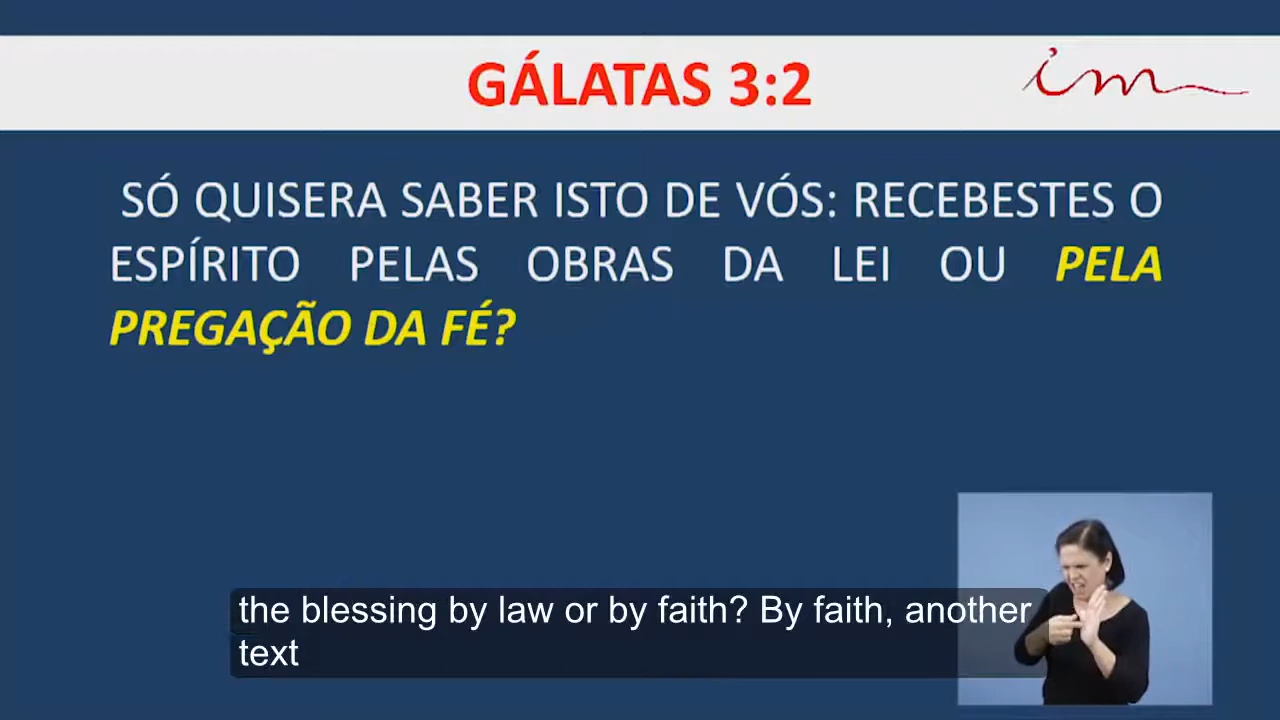 GÁLATAS 3:2
im
SÓ QUISERA SABER ISTO DE VÓS: RECEBESTES O
ESPÍRITO PELAS OBRAS DA LEI OU PELA
PREGAÇÃO DA FÉ?
the blessing by law or by faith? By faith, another
text